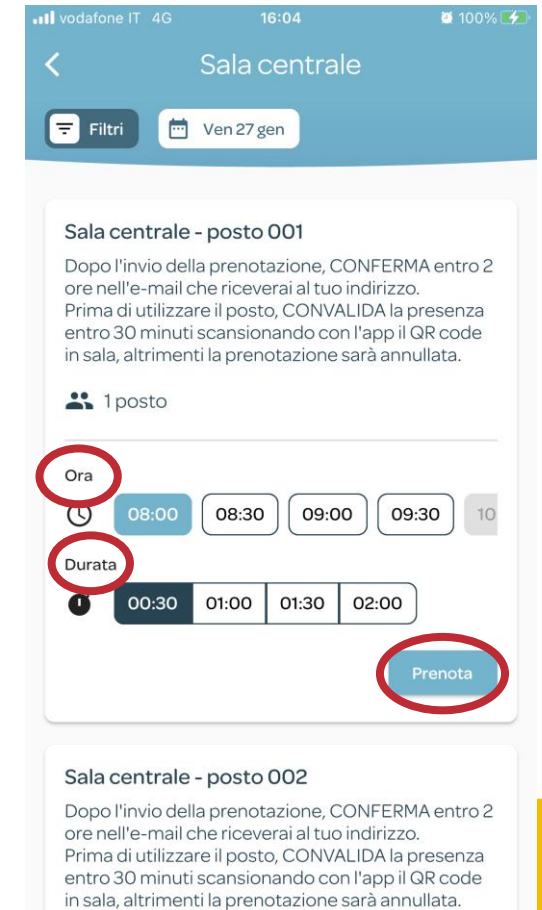 vodafone IT 4G 16:04 100%
Sala centrale
Filtri Ven 27 gen
Sala centrale - posto 001
Dopo l'invio della prenotazione, CONFERMA entro 2
ore nell'e-mail che riceverai al tuo indirizzo.
Prima di utilizzare il posto, CONVALIDA la presenza
entro 30 minuti scansionando con l'app il QR code
in sala, altrimenti la prenotazione sarà annullata.
1 posto
Ora
08:00 08:30 09:00 09:30 10
Durata
00:30 01:00 01:30 02:00
Prenota
Sala centrale - posto 002
Dopo l'invio della prenotazione, CONFERMA entro 2
ore nell'e-mail che riceverai al tuo indirizzo.
Prima di utilizzare il posto, CONVALIDA la presenza
entro 30 minuti scansionando con l'app il QR code
in sala, altrimenti la prenotazione sarà annullata.